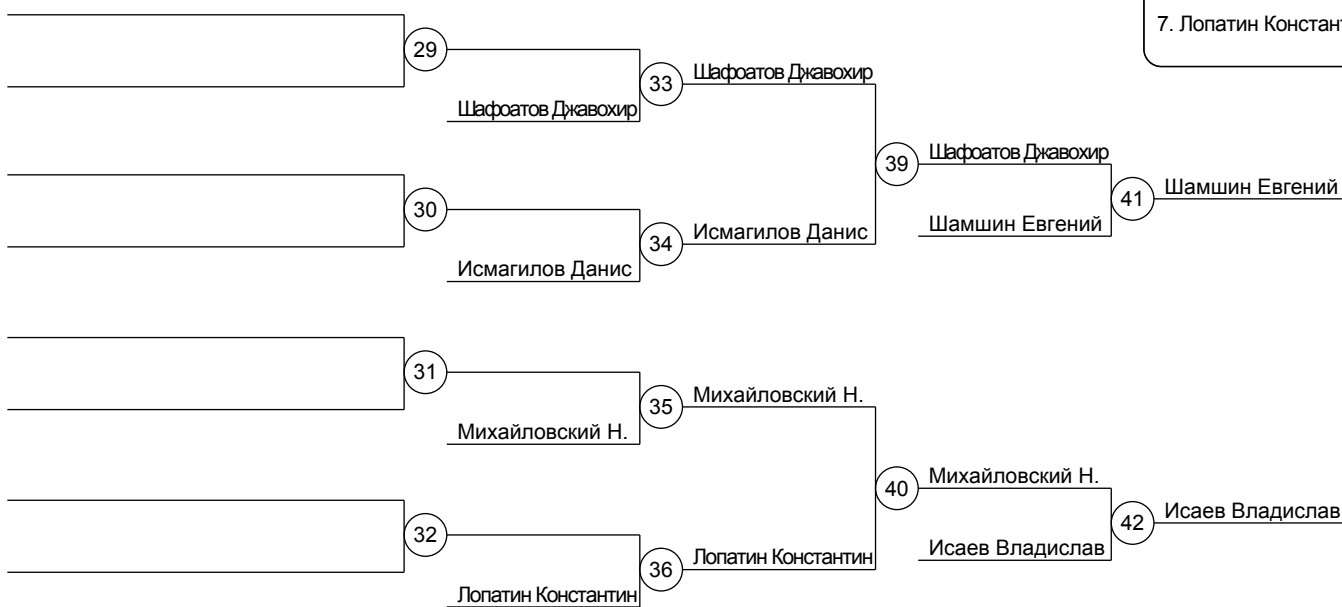 7. Лопатин Констан
29
33
Шафоатов Джавохир
Шафоатов Джавохир
39
Шафоатов Джавохир
41
Шамшин Евгений
30
34
Исмагилов Данис
Шамшин Евгений
Исмагилов Данис
31
35
Михайловский Н.
Михайловский Н.
40
Михайловский Н.
42
Исаев Владислав
32
36
Лопатин Константин
Исаев Владислав
Лопатин Константин